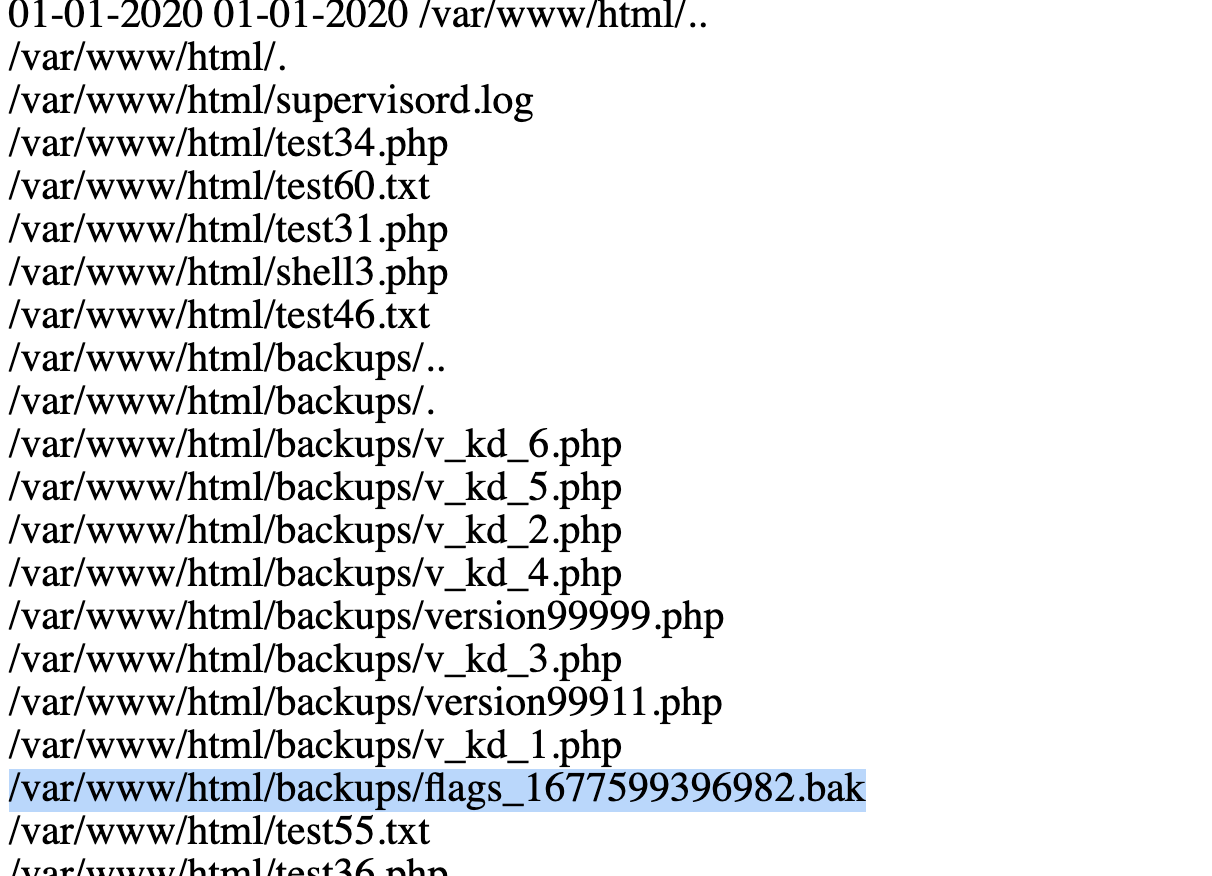 01-01-2020 01-01-2020 /var/www/html/..
/var/www/html/.
/var/www/html/supervisord.log
/var/www/html/test34.php
/var/www/html/test60.txt
/var/www/html/test31.php
/var/www/html/shell3.php
/var/www/html/test46.txt
/var/www/html/backups/..
/var/www/html/backups/.
/var/www/html/backups/v_kd_6.php
/var/www/html/backups/v_kd_5.php
/var/www/html/backups/v_kd_2.php
/var/www/html/backups/v_kd_4.php
/var/www/html/backups/version99999.php
/var/www/html/backups/v_kd_3.php
/var/www/html/backups/version99911.php
/var/www/html/backups/v_kd_1.php
/var/www/html/backups/flags_1677599396982.bak
/var/www/html/test55.txt
/var/www/html/test36.php